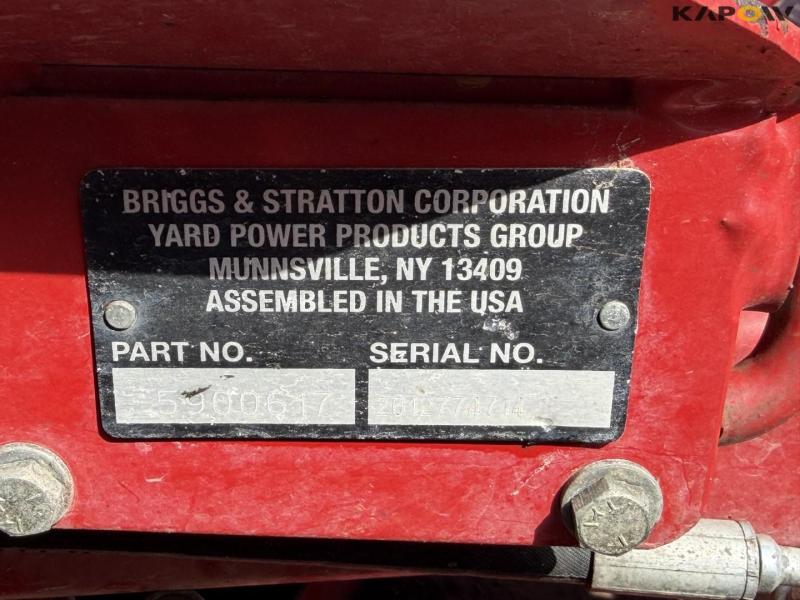 KAPOW
BRIGGS & STRATTON CORPORATION
YARD POWER PRODUCTS GROUP
MUNNSVILLE, NY 13409
ASSEMBLED IN THE USA
PART NO. SERIAL NO.
5900617